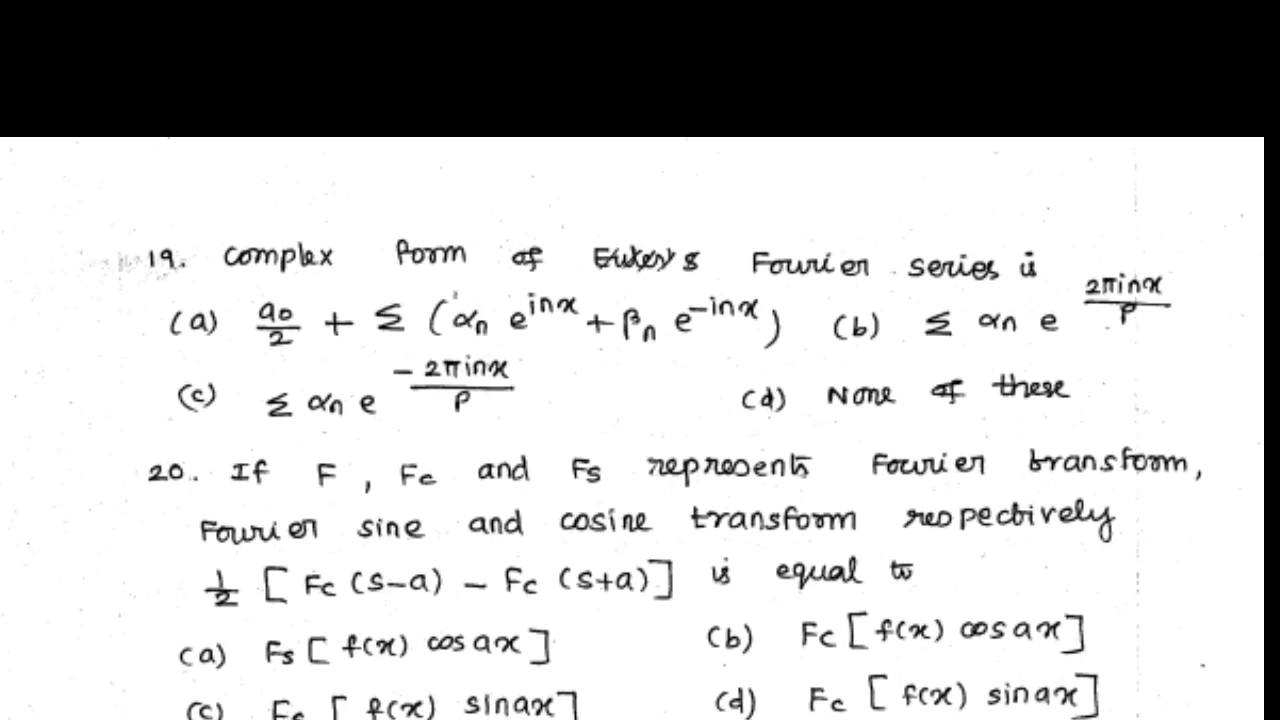 19. Complex form of Euler's Fourier series is
(a) a0/2 + Σ (αn e^inx + βn e^-inx) (b) Σ αn e^2πinx/P
(c) Σ αn e^-2πinx/P (d) None of these
20. If F, Fc and Fs represents Fourier transform,
Fourier sine and cosine transform respectively
1/2 [Fc (s-a) - Fc (s+a)] is equal to
(a) Fs [f(x) cos ax] (b) Fc [f(x) cos ax]
(c) [f(x) sinax] (d) Fc [f(x) sinax]